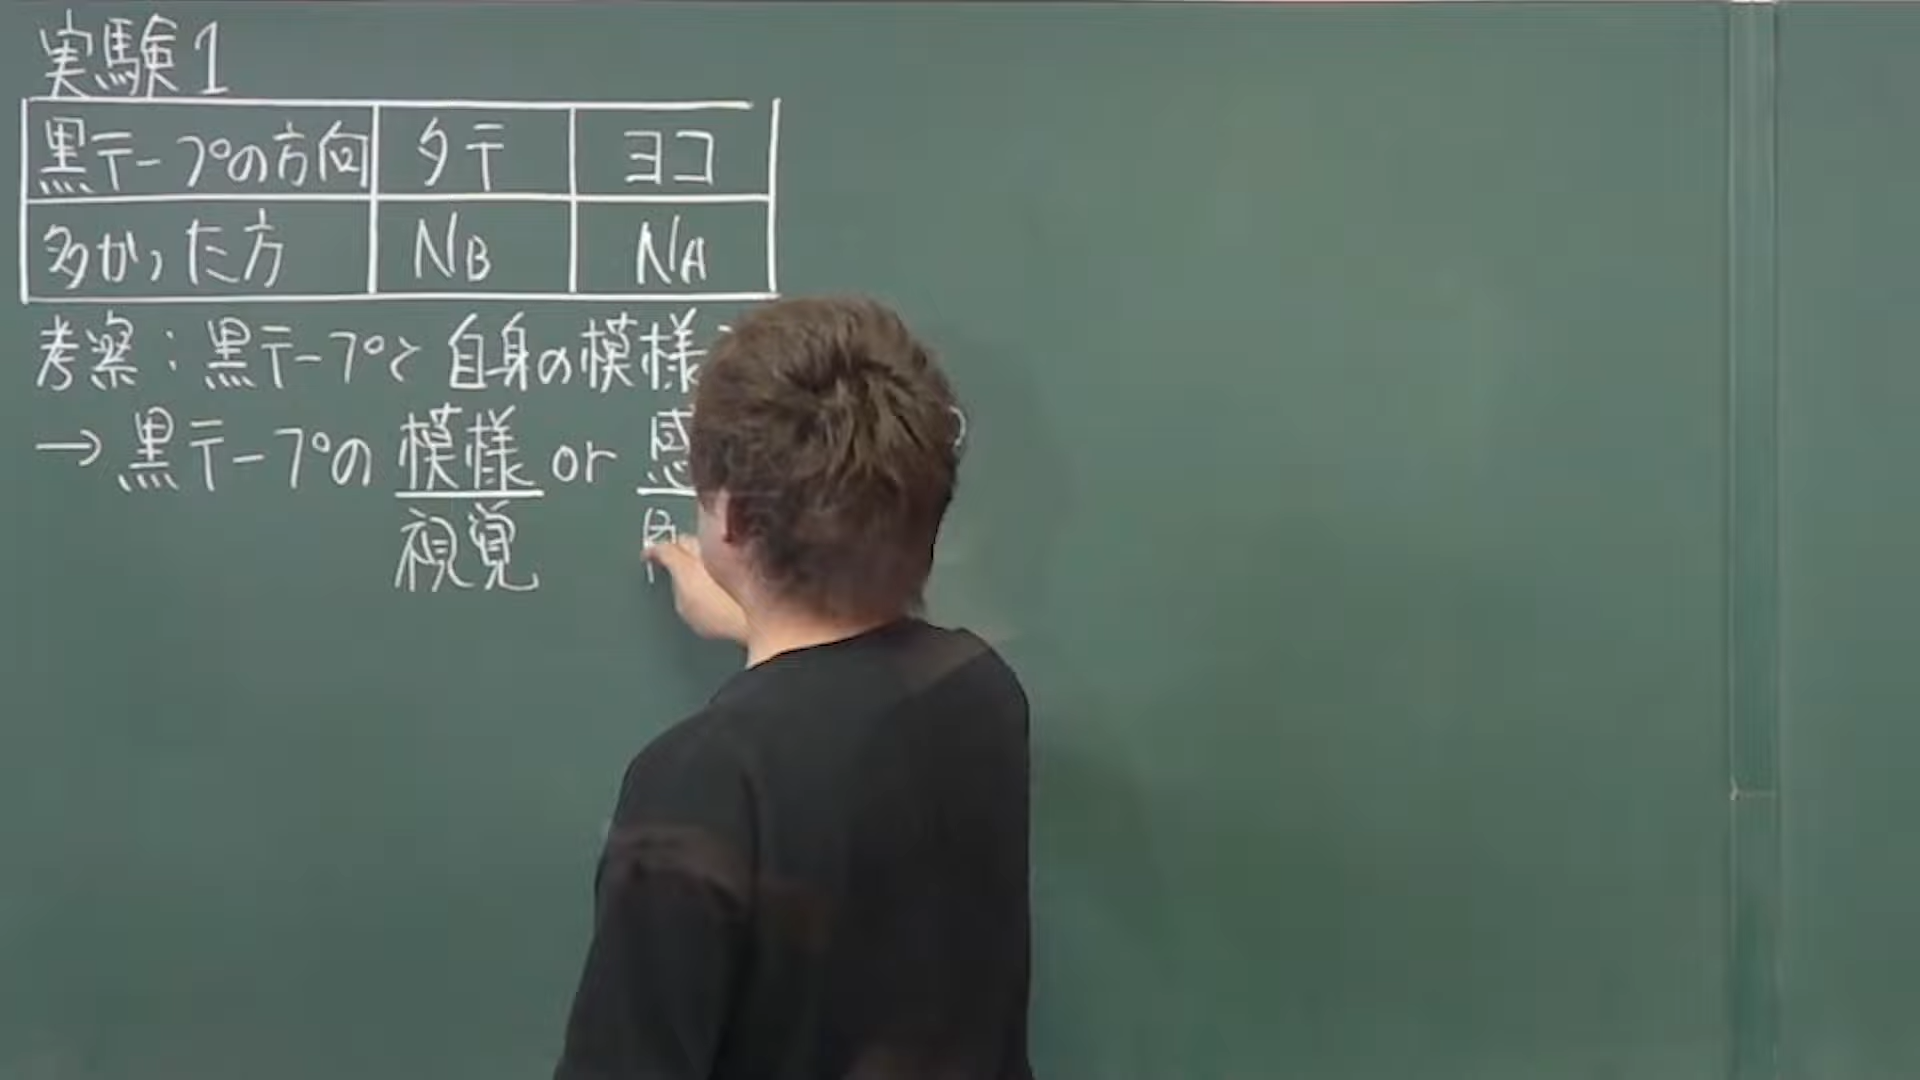 実験1
黒テープの方向 タテ ヨコ
多かった方 NB NA
考察:黒テープと自身の模様
→黒テープの模様 or 感
視覚